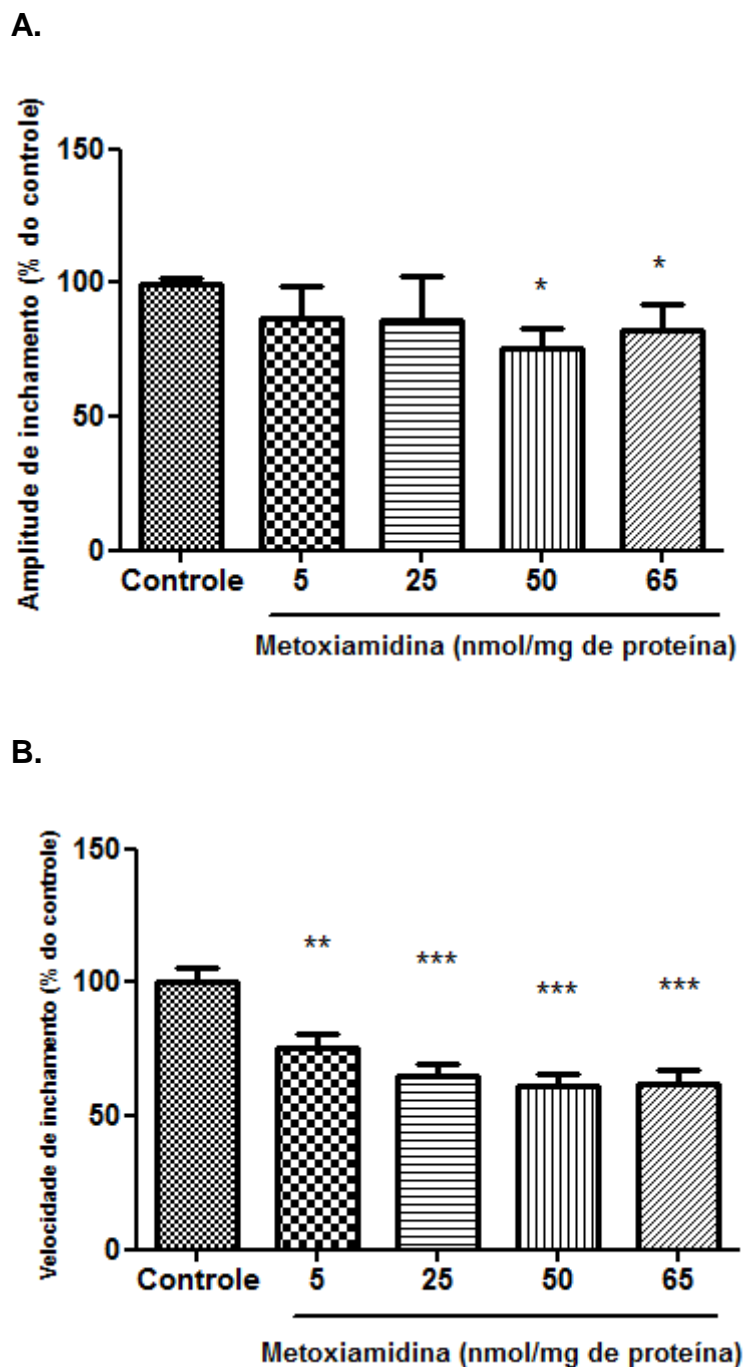 A.
Amplitude de inchamento (% do controle)
150
100
50
0
*
*
Controle 5 25 50 65
Metoxiamidina (nmol/mg de proteína)
B.
Velocidade de inchamento (% do controle)
150
100
50
0
**
***
***
***
Controle 5 25 50 65
Metoxiamidina (nmol/mg de proteína)